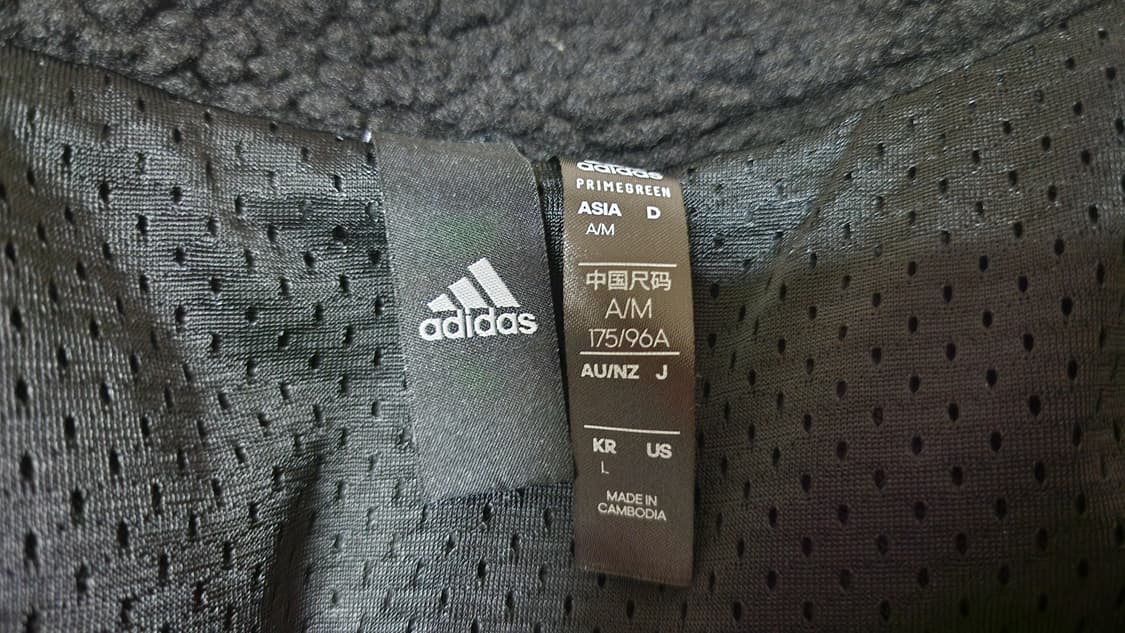 adidas
adidas
PRIMEGREEN
ASIA D
A/M
中国尺码
A/M
175/96A
AU/NZ J
KR US
L
MADE IN
CAMBODIA